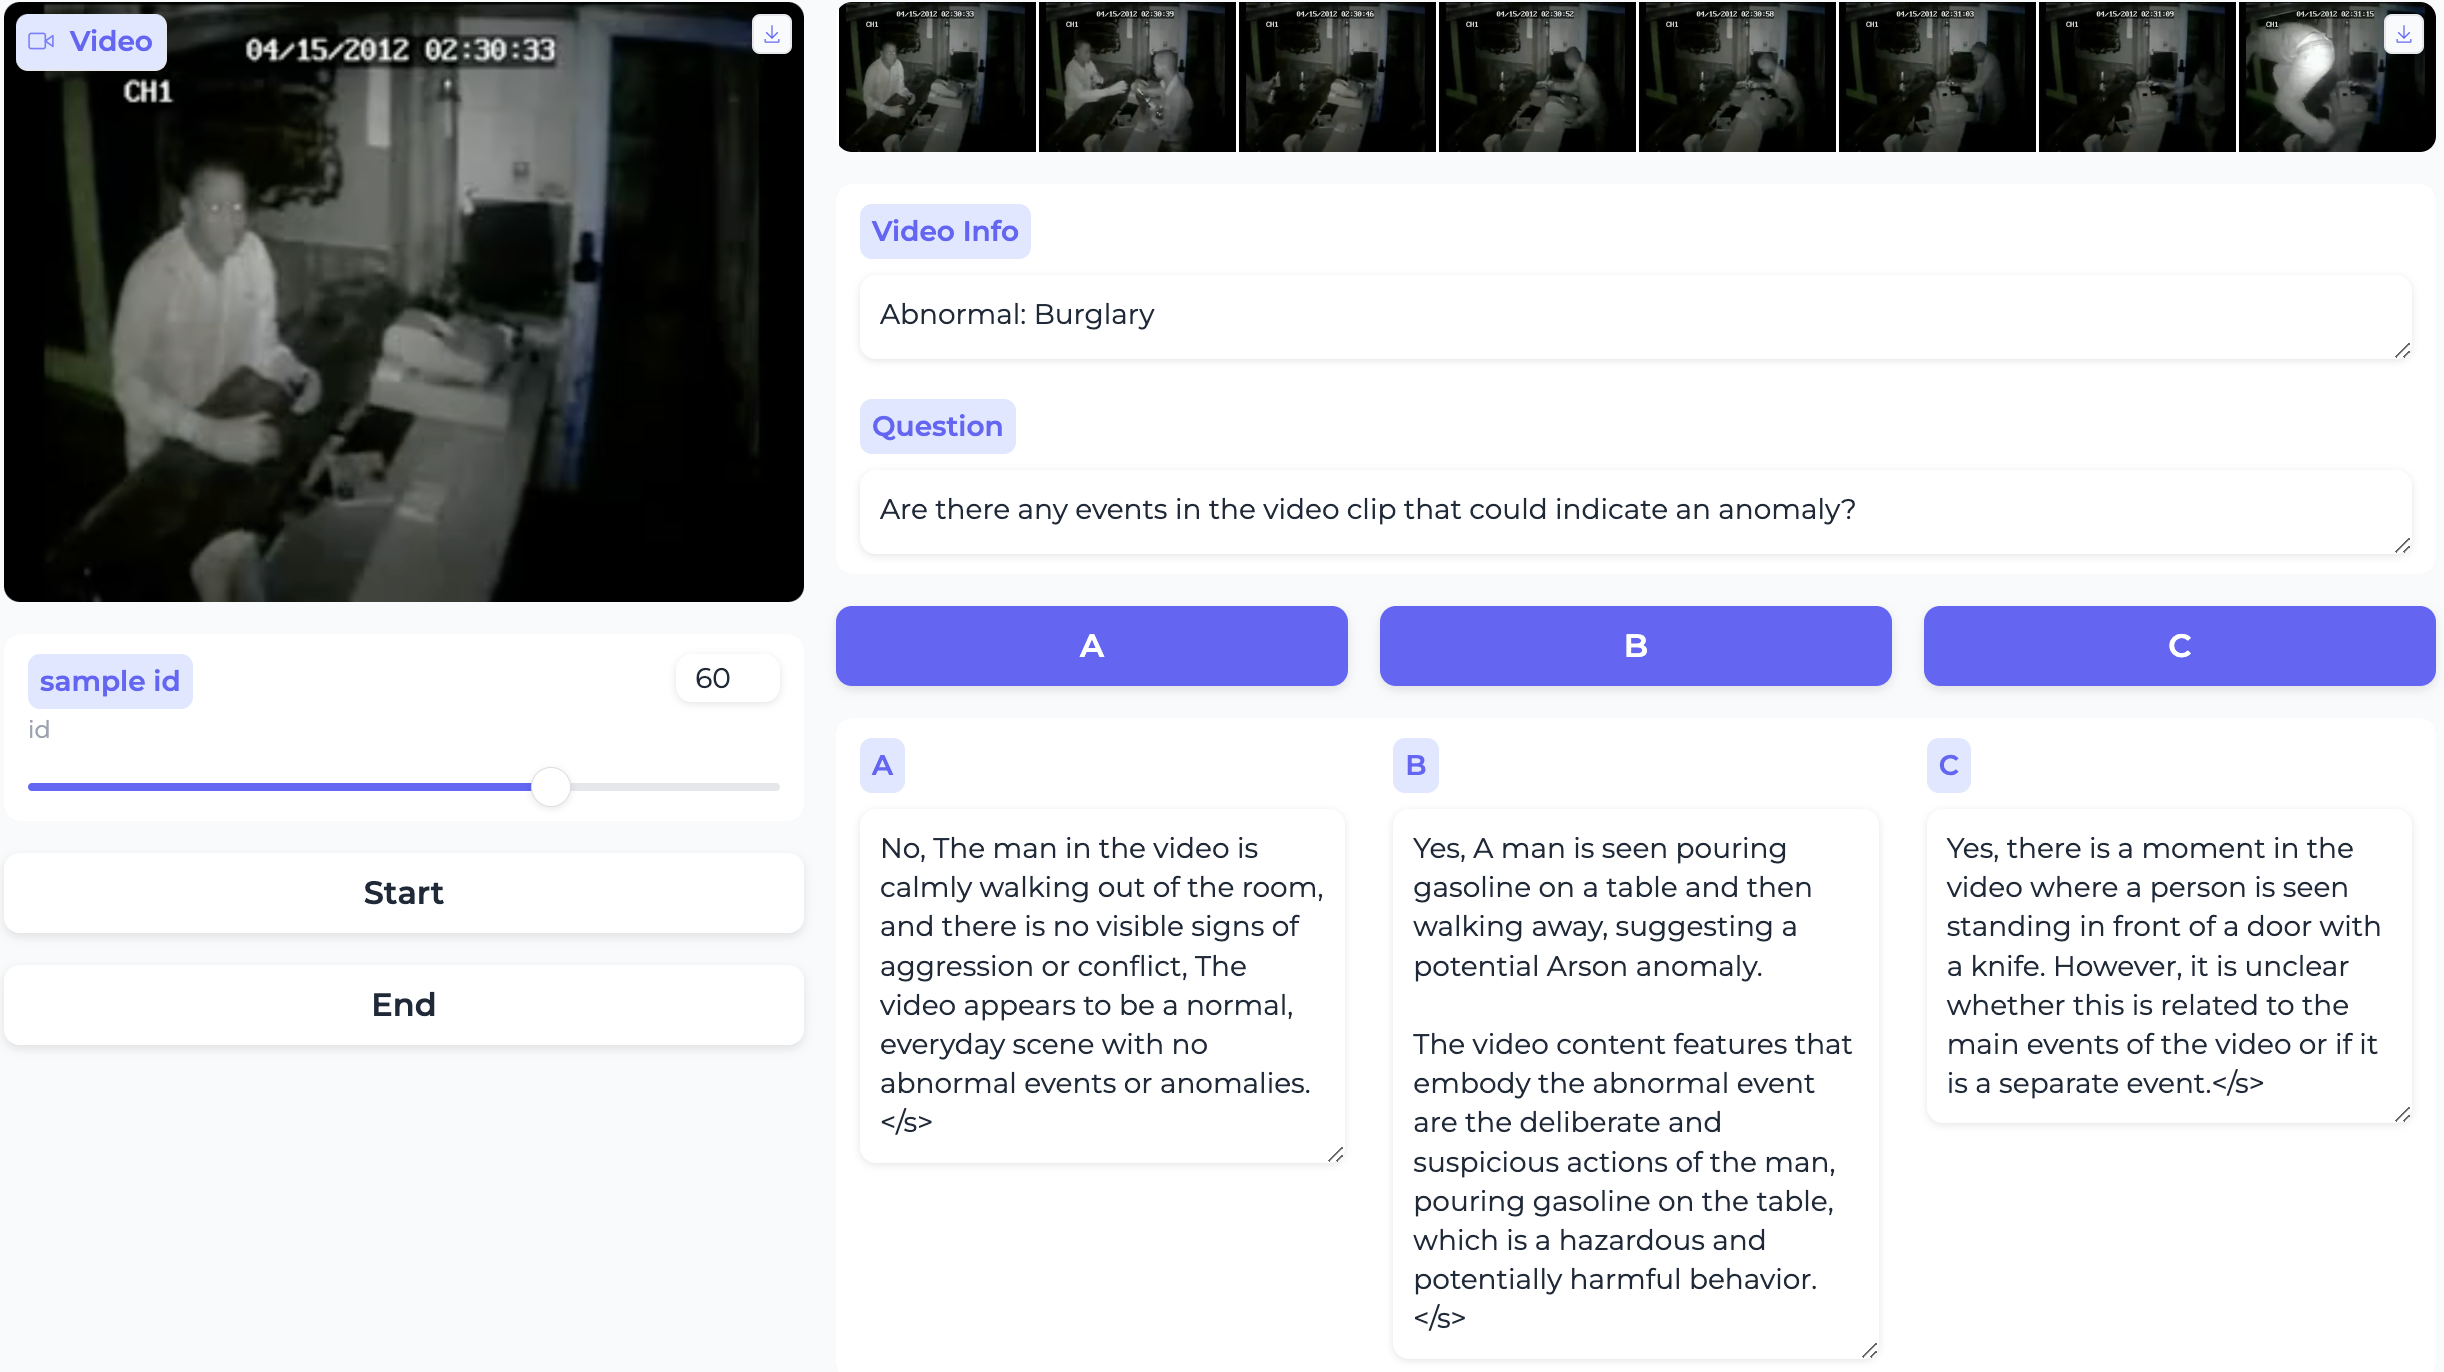 Video
04/15/2012 02:30:33
CH1
04/15/2012 02:30:33
CH1
04/15/2012 02:30:39
CH1
04/15/2012 02:30:46
CH1
04/15/2012 02:30:52
CH1
04/15/2012 02:30:58
CH1
04/15/2012 02:31:03
CH1
04/15/2012 02:31:09
CH1
04/15/2012 02:31:15
CH1
Video Info
Abnormal: Burglary
Question
Are there any events in the video clip that could indicate an anomaly?
sample id
60
id
Start
End
A
B
C
A
No, The man in the video is
calmly walking out of the room,
and there is no visible signs of
aggression or conflict, The
video appears to be a normal,
everyday scene with no
abnormal events or anomalies.
</s>
B
Yes, A man is seen pouring
gasoline on a table and then
walking away, suggesting a
potential Arson anomaly.
The video content features that
embody the abnormal event
are the deliberate and
suspicious actions of the man,
pouring gasoline on the table,
which is a hazardous and
potentially harmful behavior.
</s>
C
Yes, there is a moment in the
video where a person is seen
standing in front of a door with
a knife. However, it is unclear
whether this is related to the
main events of the video or if it
is a separate event.</s>